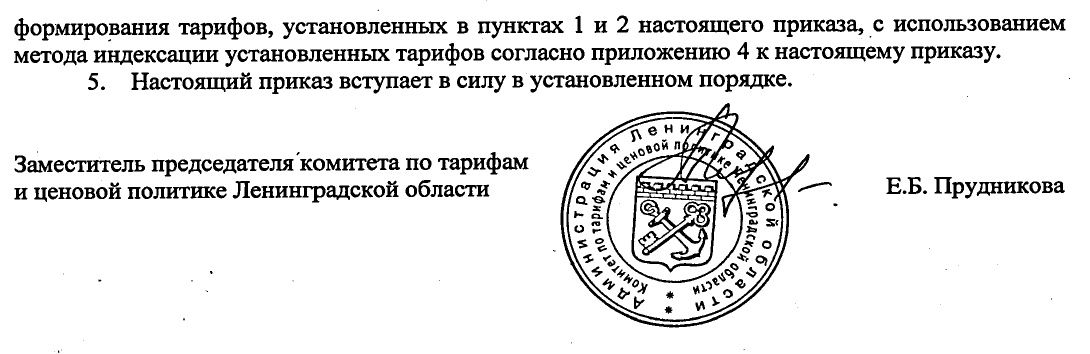 формирования тарифов, установленных в пунктах 1 и 2 настоящего приказа, с использованием
метода индексации установленных тарифов согласно приложению 4 к настоящему приказу.
5. Настоящий приказ вступает в силу в установленном порядке.
Заместитель председателя комитета по тарифам
и ценовой политике Ленинградской области
Е.Б. Прудникова
Администрация Ленинградской области
Комитет по тарифам и ценовой политике Ленинградской области